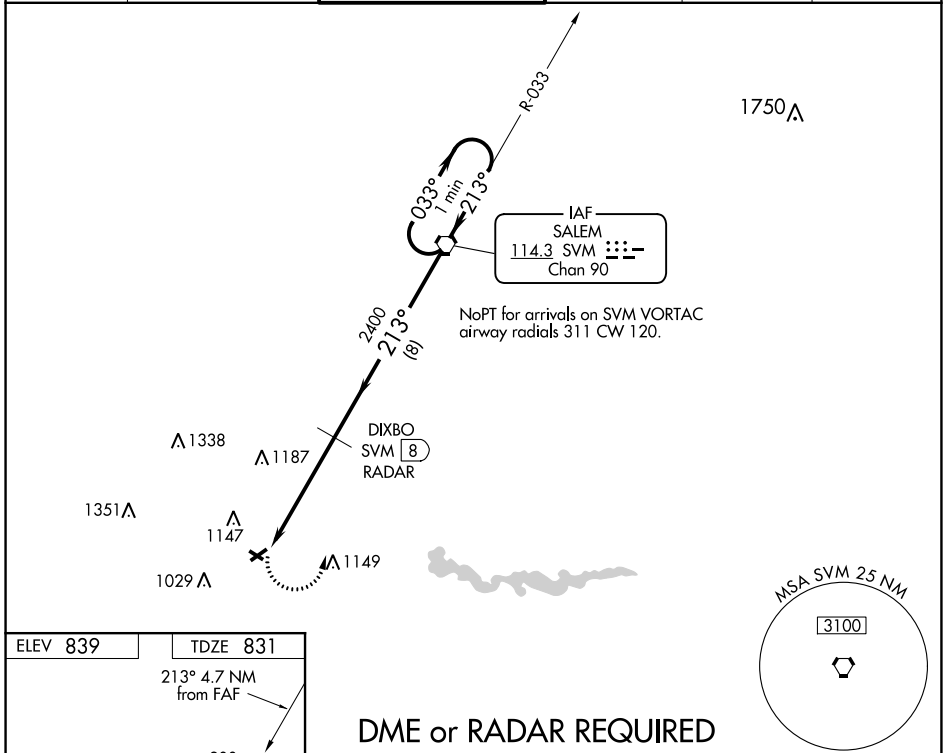 R-033
1750
033°
1 min
213°
IAF
SALEM
114.3 SVM
Chan 90
NoPT for arrivals on SVM VORTAC
airway radials 311 CW 120.
2400
213°
(8)
DIXBO
SVM 8
RADAR
1338
1187
1351
1147
1149
1029
MSA SVM 25 NM
3100
ELEV 839
TDZE 831
213° 4.7 NM
from FAF
DME or RADAR REQUIRED